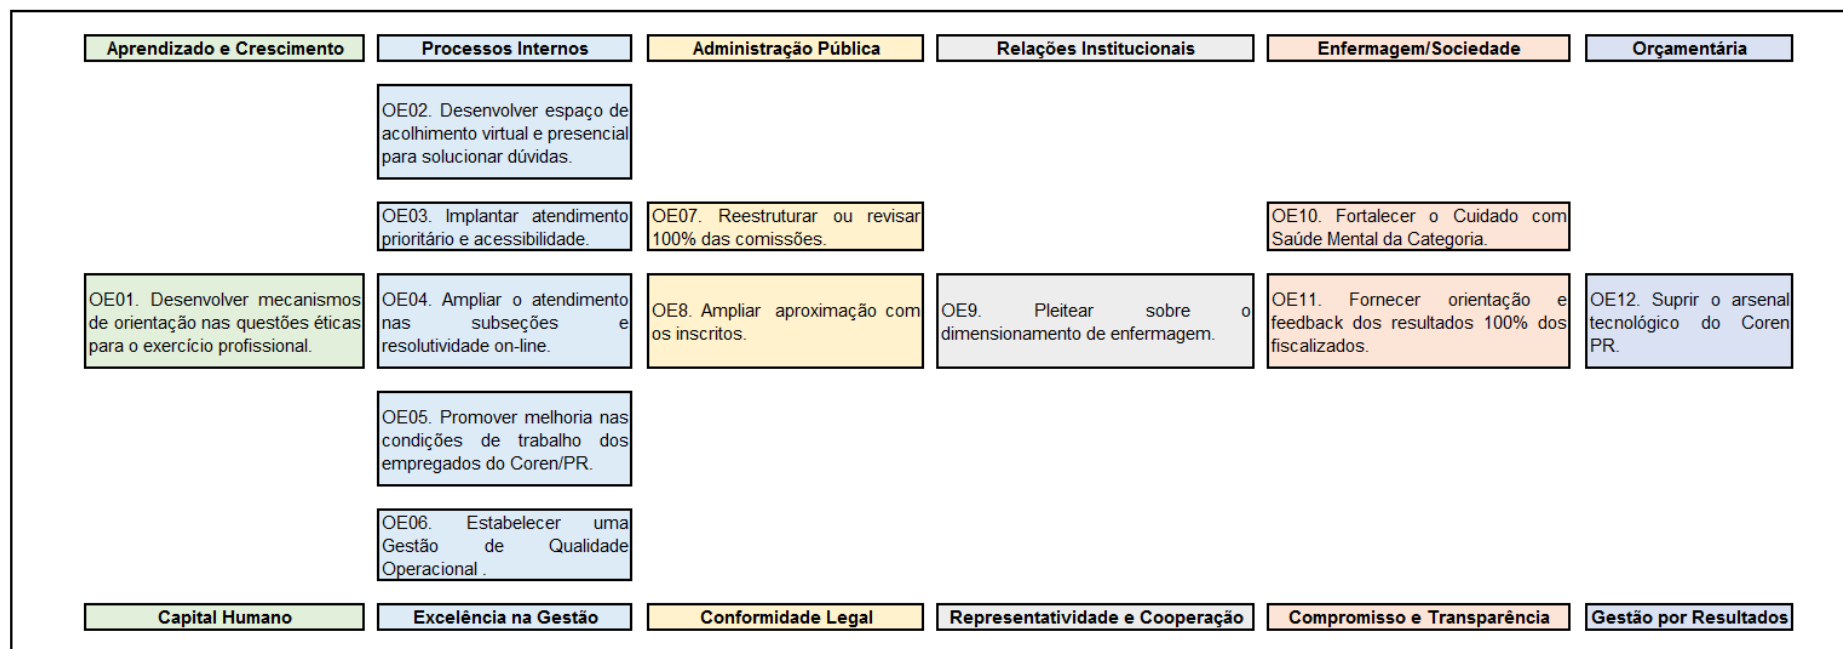 Aprendizado e Crescimento
Processos Internos
Administração Pública
Relações Institucionais
Enfermagem/Sociedade
Orçamentária
OE02. Desenvolver espaço de
acolhimento virtual e presencial
para solucionar dúvidas.
OE03. Implantar atendimento
prioritário e acessibilidade.
OE07. Reestruturar ou revisar
100% das comissões.
OE10. Fortalecer o Cuidado com
Saúde Mental da Categoria.
OE01. Desenvolver mecanismos
de orientação nas questões éticas
para o exercício profissional.
OE04. Ampliar o atendimento
nas subseções e
resolutividade on-line.
OE8. Ampliar aproximação com
os inscritos.
OE9. Pleitear sobre o
dimensionamento de enfermagem.
OE11. Fornecer orientação e
feedback dos resultados 100% dos
fiscalizados.
OE12. Suprir o arsenal
tecnológico do Coren
PR.
OE05. Promover melhoria nas
condições de trabalho dos
empregados do Coren/PR.
OE06. Estabelecer uma
Gestão de Qualidade
Operacional .
Capital Humano
Excelência na Gestão
Conformidade Legal
Representatividade e Cooperação
Compromisso e Transparência
Gestão por Resultados